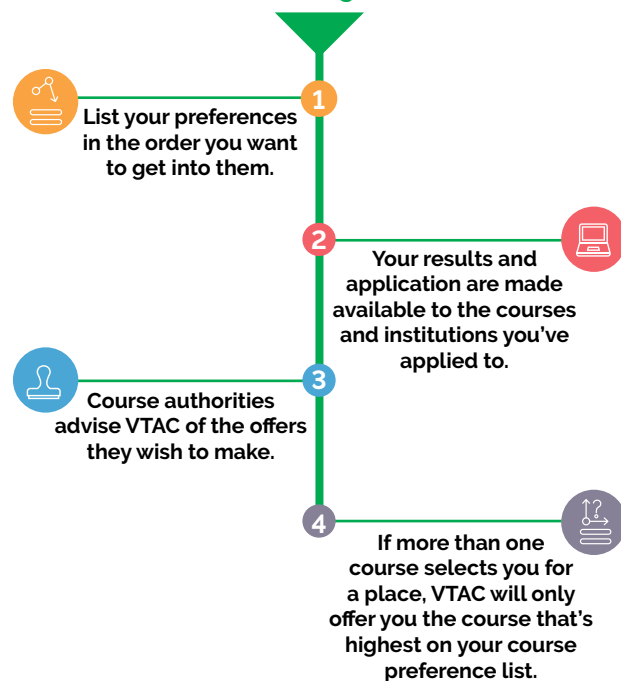 1
List your preferences
in the order you want
to get into them.
2
Your results and
application are made
available to the courses
and institutions you've
applied to.
3
Course authorities
advise VTAC of the offers
they wish to make.
4
If more than one
course selects you for
a place, VTAC will only
offer you the course that's
highest on your course
preference list.